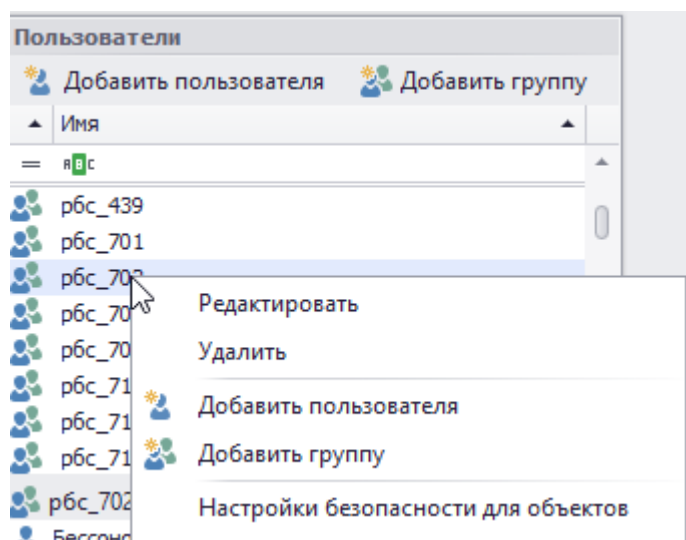 Пользователи
Добавить пользователя Добавить группу
Имя
ABC
рбс_439
рбс_701
Редактировать
Удалить
Добавить пользователя
Добавить группу
рбс_702
Настройки безопасности для объектов